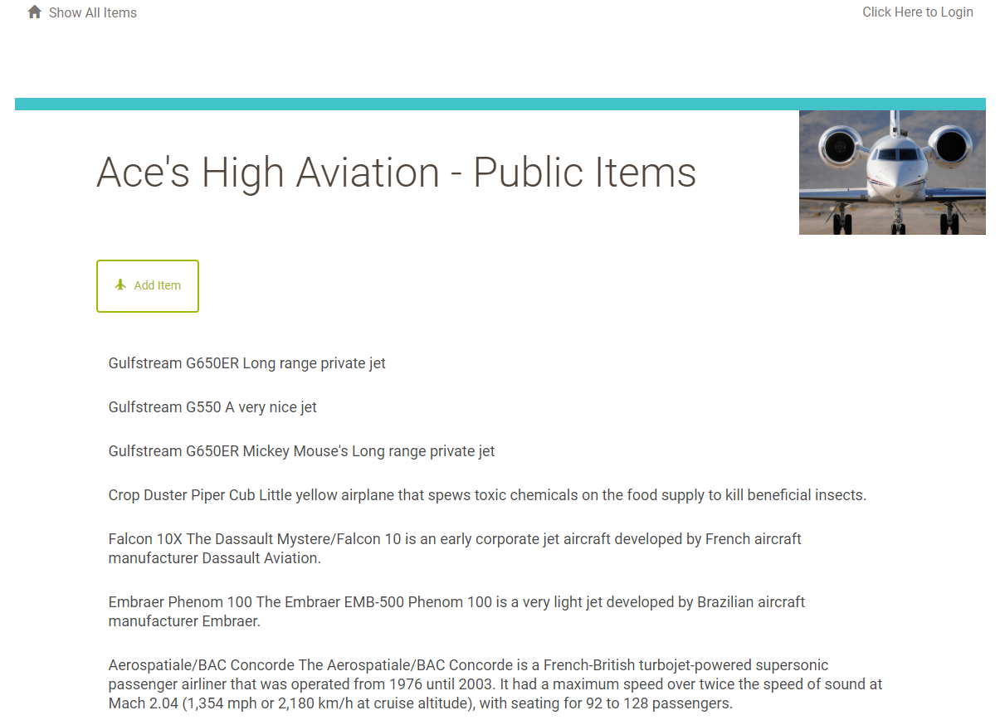 Show All Items
Click Here to Login
Ace's High Aviation - Public Items
Add Item
Gulfstream G650ER Long range private jet
Gulfstream G550 A very nice jet
Gulfstream G650ER Mickey Mouse's Long range private jet
Crop Duster Piper Cub Little yellow airplane that spews toxic chemicals on the food supply to kill beneficial insects.
Falcon 10X The Dassault Mystere/Falcon 10 is an early corporate jet aircraft developed by French aircraft
manufacturer Dassault Aviation.
Embraer Phenom 100 The Embraer EMB-500 Phenom 100 is a very light jet developed by Brazilian aircraft
manufacturer Embraer.
Aerospatiale/BAC Concorde The Aerospatiale/BAC Concorde is a French-British turbojet-powered supersonic
passenger airliner that was operated from 1976 until 2003. It had a maximum speed over twice the speed of sound at
Mach 2.04 (1,354 mph or 2,180 km/h at cruise altitude), with seating for 92 to 128 passengers.